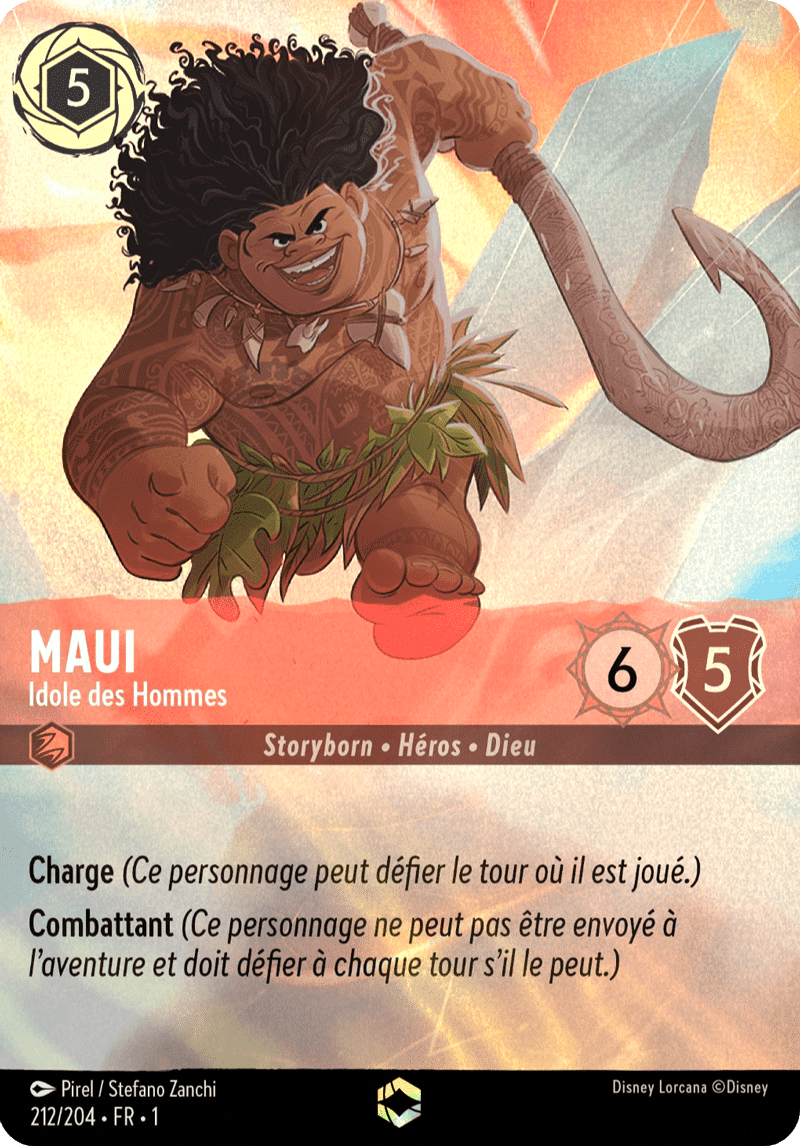 5
MAUI
Idole des Hommes
6
5
Storyborn • Héros • Dieu
Charge (Ce personnage peut défier le tour où il est joué.)
Combattant (Ce personnage ne peut pas être envoyé à
l'aventure et doit défier à chaque tour s'il le peut.)
Pirel / Stefano Zanchi
Disney Lorcana ©Disney
212/204 • FR • 1